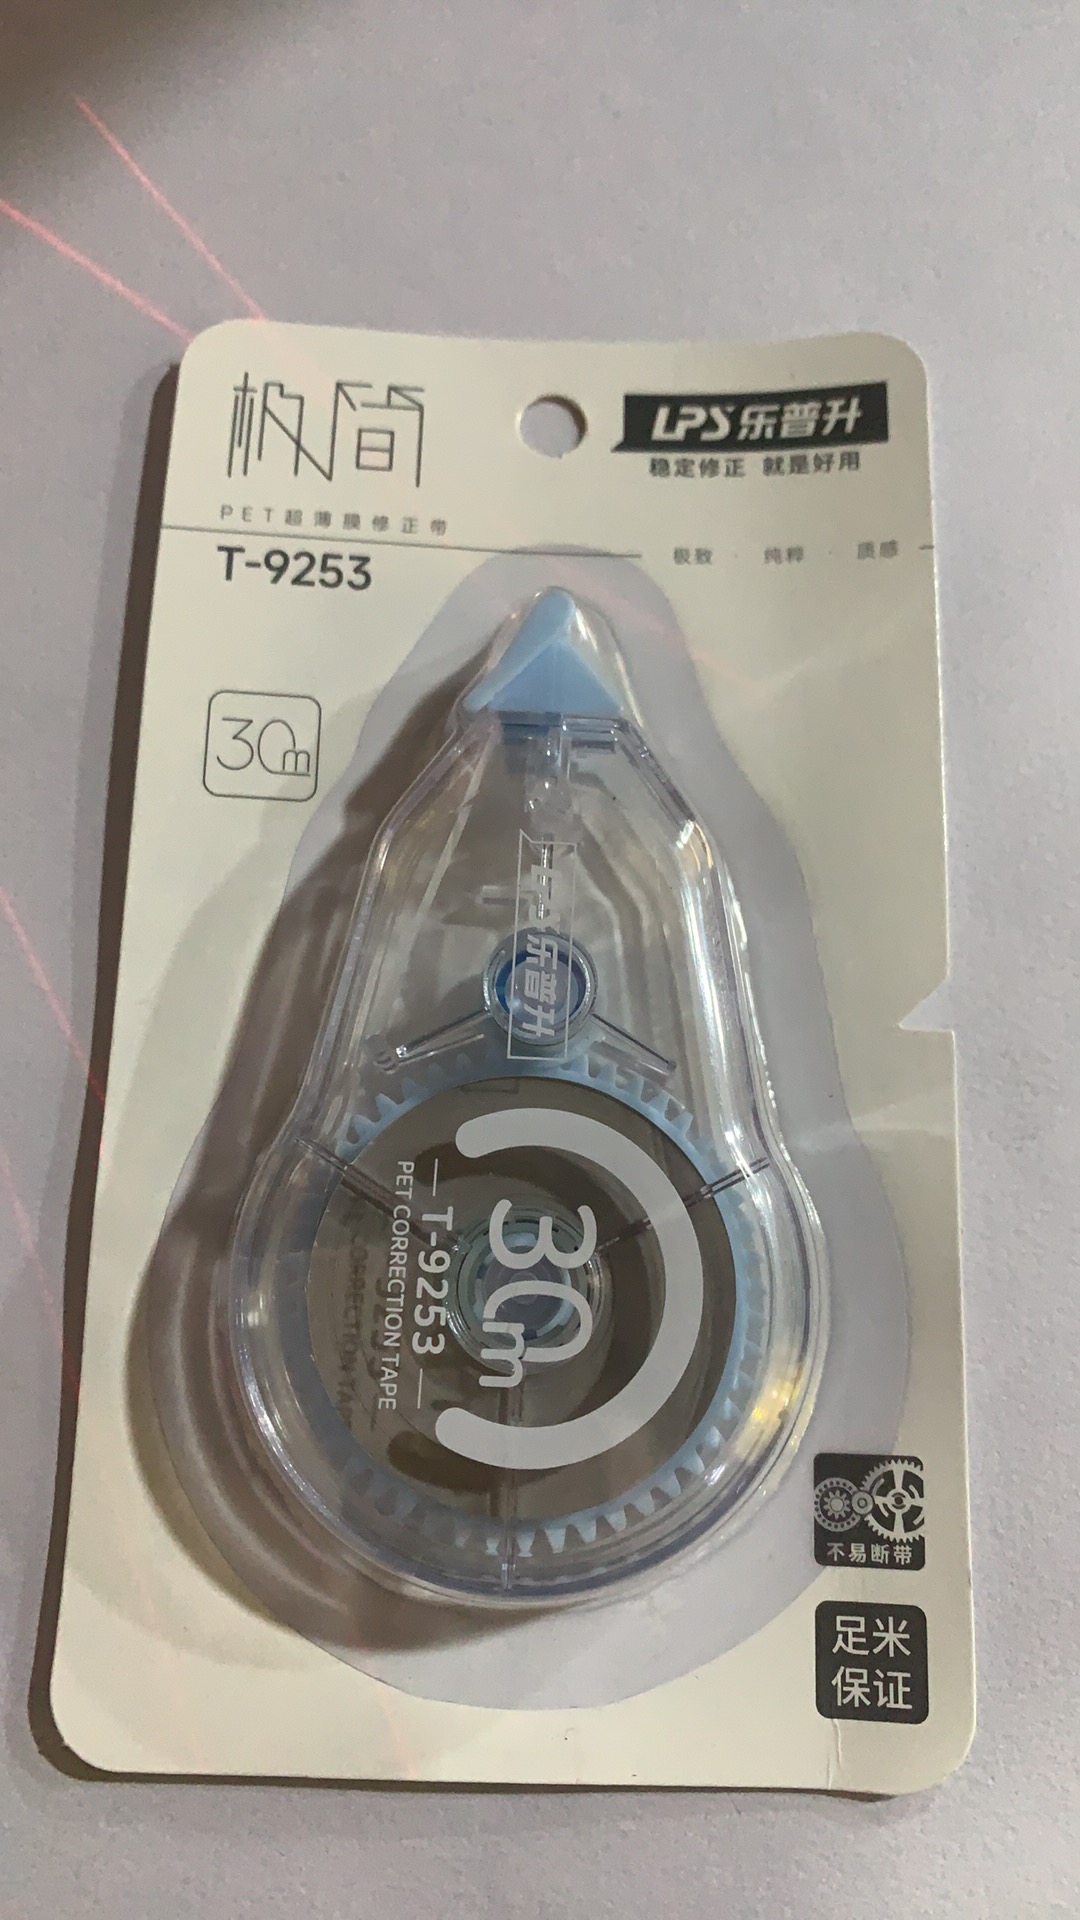 极简
LPS乐普升
稳定修正 就是好用
PET超薄膜修正带
T-9253
极致 · 纯粹 · 质感
30m
LPS乐普升
30m
T-9253
PET CORRECTION TAPE
不易断带
足米
保证